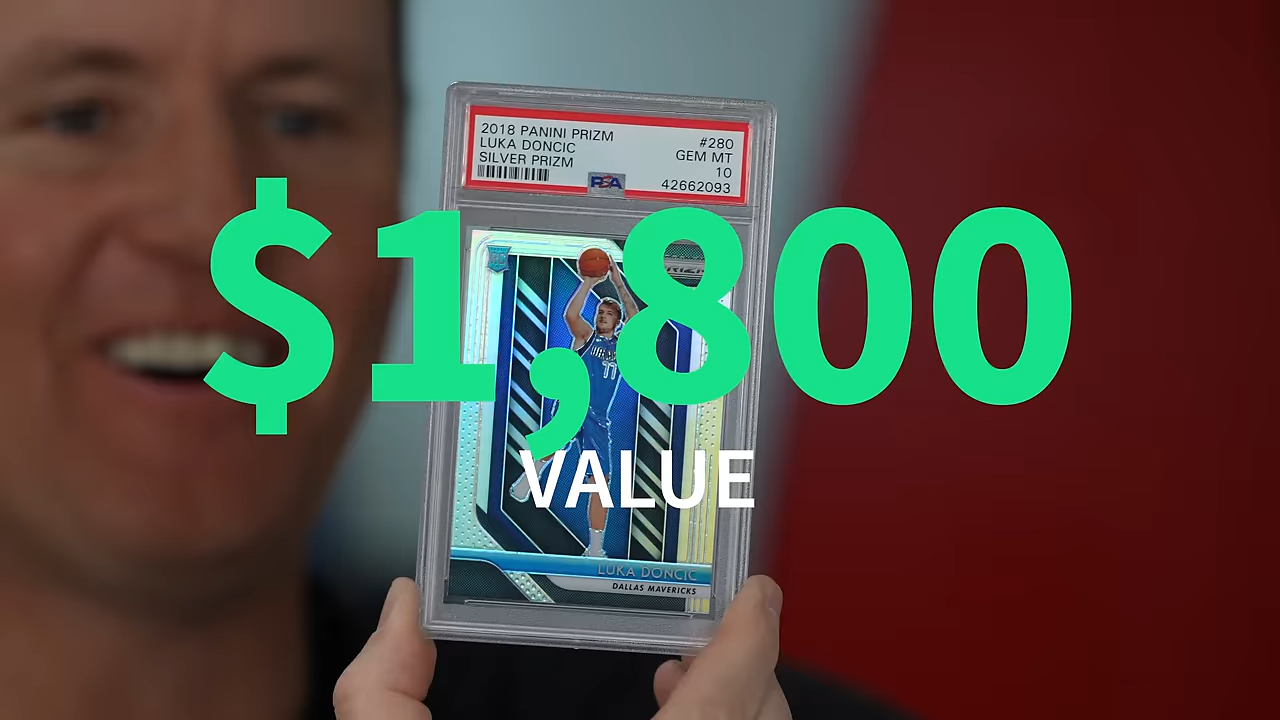 2018 PANINI PRIZM #280
LUKA DONCIC GEM MT
SILVER PRIZM 10
PSA 42662093
$1,800
77
VALUE
LUKA DONCIC
DALLAS MAVERICKS